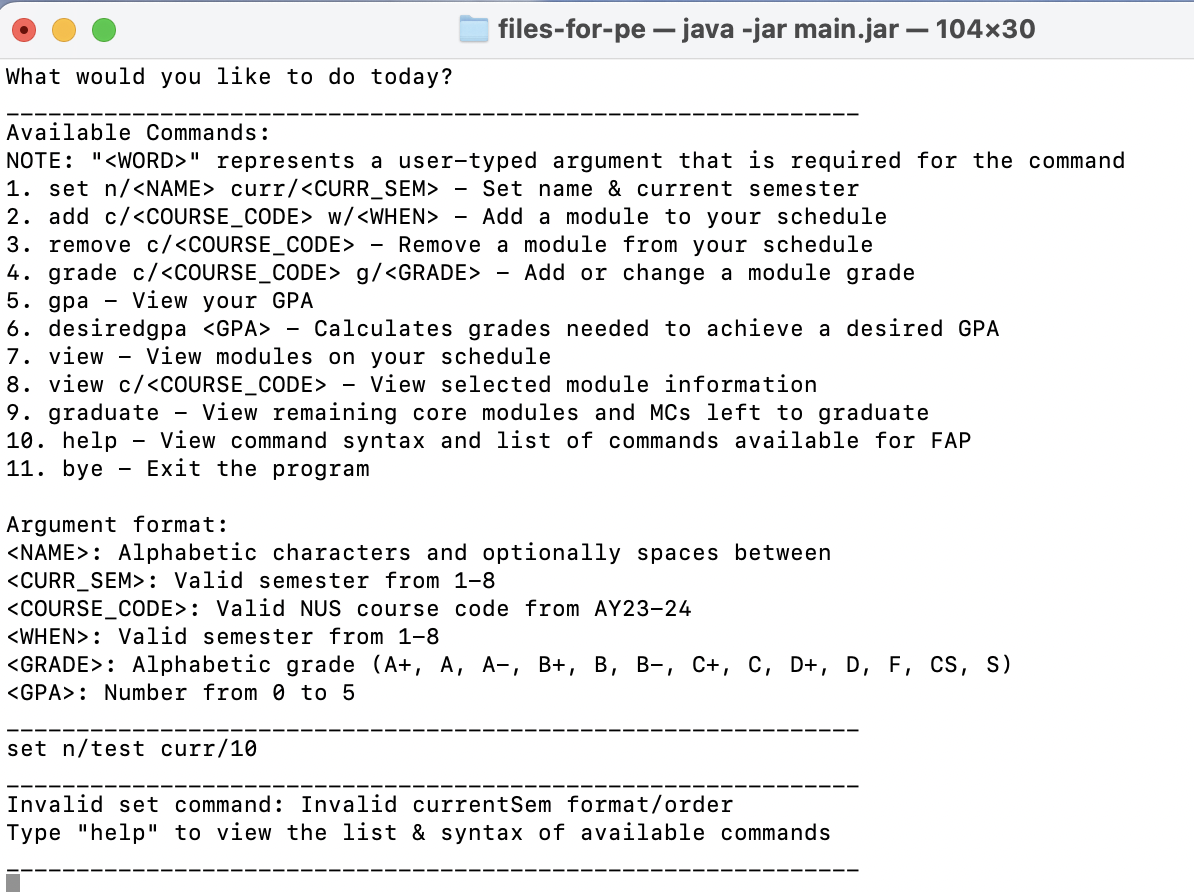 files-for-pe — java -jar main.jar — 104×30
What would you like to do today?
_____________________________________________________________
Available Commands:
NOTE: "<WORD>" represents a user-typed argument that is required for the command
1. set n/<NAME> curr/<CURR_SEM> - Set name & current semester
2. add c/<COURSE_CODE> w/<WHEN> - Add a module to your schedule
3. remove c/<COURSE_CODE> - Remove a module from your schedule
4. grade c/<COURSE_CODE> g/<GRADE> - Add or change a module grade
5. gpa - View your GPA
6. desiredgpa <GPA> - Calculates grades needed to achieve a desired GPA
7. view - View modules on your schedule
8. view c/<COURSE_CODE> - View selected module information
9. graduate - View remaining core modules and MCs left to graduate
10. help - View command syntax and list of commands available for FAP
11. bye - Exit the program
Argument format:
<NAME>: Alphabetic characters and optionally spaces between
<CURR_SEM>: Valid semester from 1-8
<COURSE_CODE>: Valid NUS course code from AY23-24
<WHEN>: Valid semester from 1-8
<GRADE>: Alphabetic grade (A+, A, A-, B+, B, B-, C+, C, D+, D, F, CS, S)
<GPA>: Number from 0 to 5
_____________________________________________________________
set n/test curr/10
_____________________________________________________________
Invalid set command: Invalid currentSem format/order
Type "help" to view the list & syntax of available commands
_____________________________________________________________